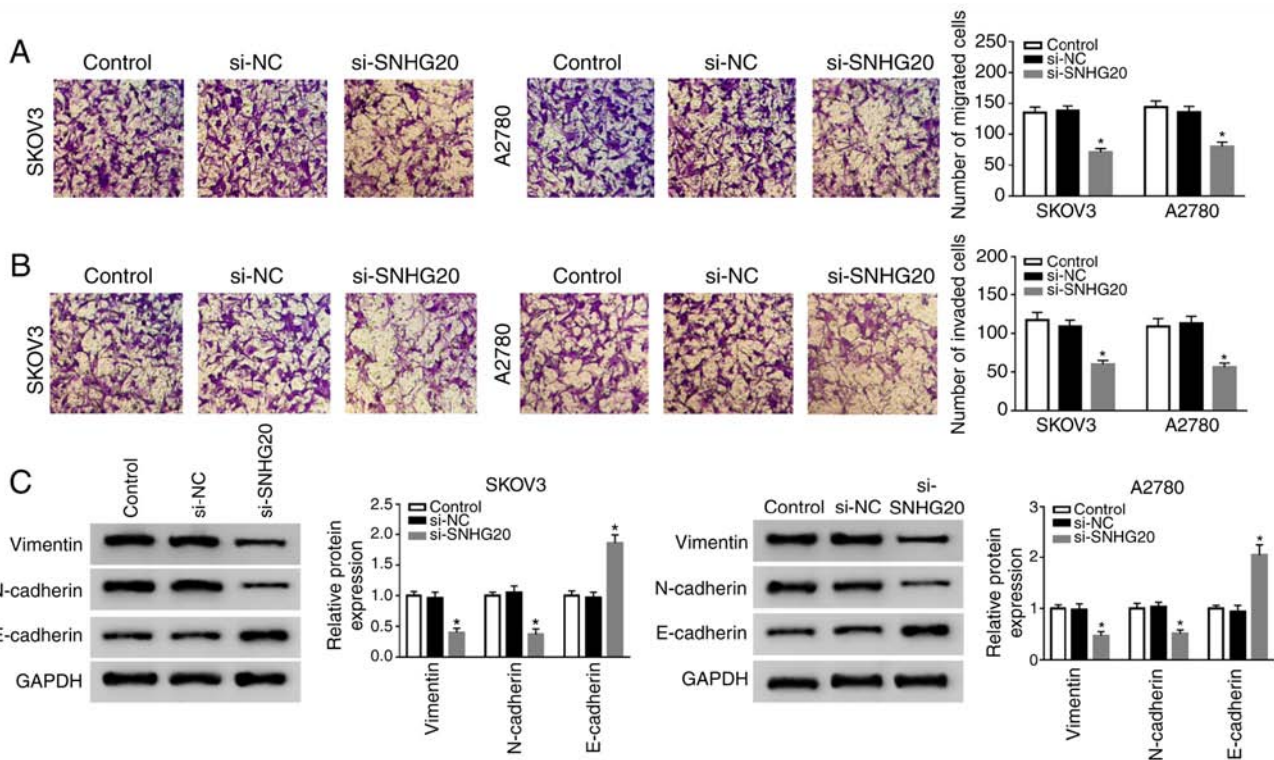 A
Control si-NC si-SNHG20 Control si-NC si-SNHG20
SKOV3
A2780
Number of migrated cells
250
200
150
100
50
0
Control
si-NC
si-SNHG20
*
*
SKOV3 A2780
B
Control si-NC si-SNHG20 Control si-NC si-SNHG20
SKOV3
A2780
Number of invaded cells
200
150
100
50
0
Control
si-NC
si-SNHG20
*
*
SKOV3 A2780
C
Control
si-NC
si-SNHG20
Vimentin
N-cadherin
E-cadherin
GAPDH
SKOV3
Relative protein
expression
2.5
2.0
1.5
1.0
0.5
0.0
Control
si-NC
si-SNHG20
*
*
*
Vimentin
N-cadherin
E-cadherin
Control si-NC si-
SNHG20
Vimentin
N-cadherin
E-cadherin
GAPDH
A2780
Relative protein
expression
3
2
1
0
Control
si-NC
si-SNHG20
*
*
*
Vimentin
N-cadherin
E-cadherin